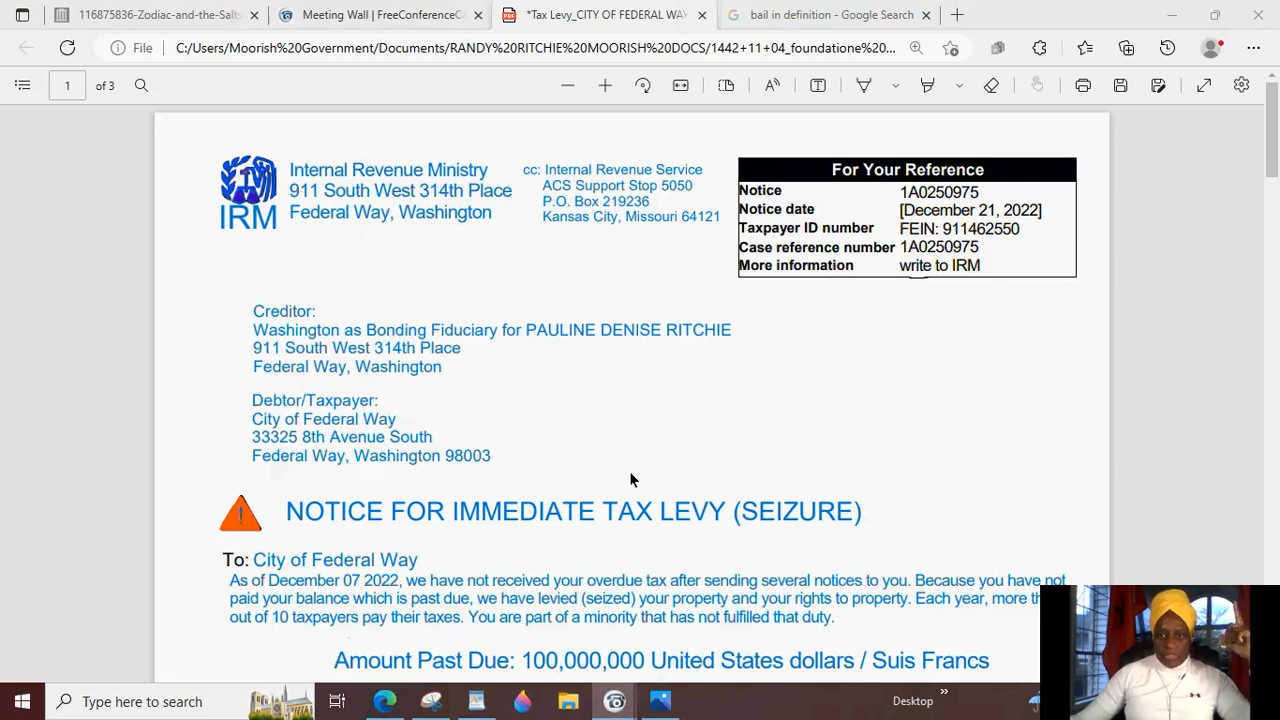 116875836-Zodiac-and-the-Salts
Meeting Wall | FreeConferenceCa
*Tax Levy_CITY OF FEDERAL WAY
bail in definition - Google Search
File
C:/Users/Moorish%20Government/Documents/RANDY%20RITCHIE%20MOORISH%20DOCS/1442+11+04_foundatione%20...
1 of 3
IRM
Internal Revenue Ministry
911 South West 314th Place
Federal Way, Washington
cc: Internal Revenue Service
ACS Support Stop 5050
P.O. Box 219236
Kansas City, Missouri 64121
For Your Reference
Notice 1A0250975
Notice date [December 21, 2022]
Taxpayer ID number FEIN: 911462550
Case reference number 1A0250975
More information write to IRM
Creditor:
Washington as Bonding Fiduciary for PAULINE DENISE RITCHIE
911 South West 314th Place
Federal Way, Washington
Debtor/Taxpayer:
City of Federal Way
33325 8th Avenue South
Federal Way, Washington 98003
NOTICE FOR IMMEDIATE TAX LEVY (SEIZURE)
To: City of Federal Way
As of December 07 2022, we have not received your overdue tax after sending several notices to you. Because you have not
paid your balance which is past due, we have levied (seized) your property and your rights to property. Each year, more th
out of 10 taxpayers pay their taxes. You are part of a minority that has not fulfilled that duty.
Amount Past Due: 100,000,000 United States dollars / Suis Francs
Type here to search
Desktop